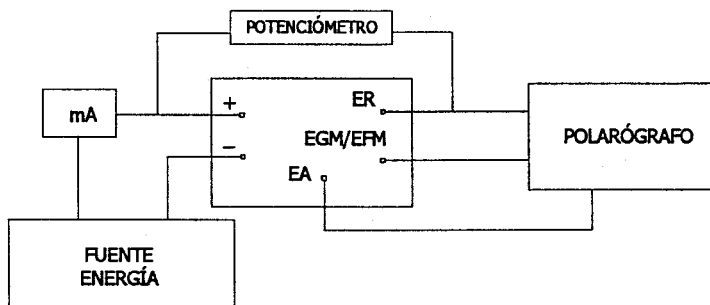 POTENCIÓMETRO
mA
+
ER
EGM/EFM
−
EA
POLARÓGRAFO
FUENTE
ENERGÍA